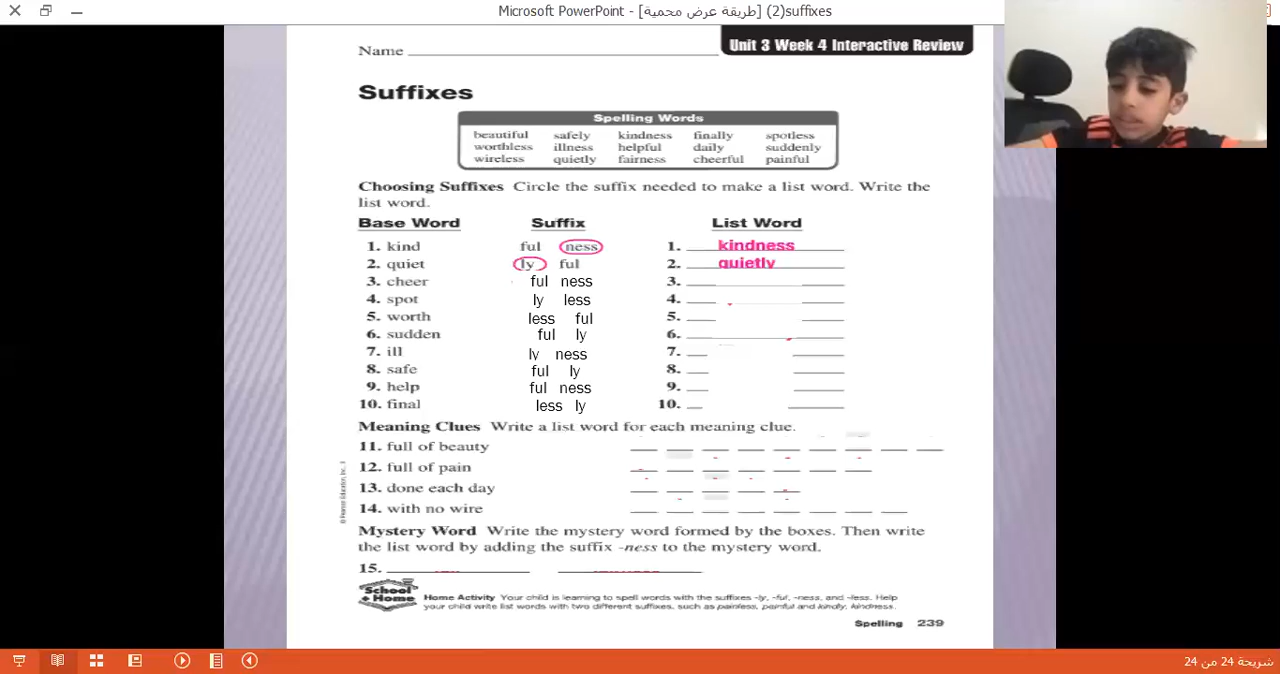 Microsoft PowerPoint - [طريقة عرض محمية] (2)suffixes
Name
Unit 3 Week 4 Interactive Review
Suffixes
Spelling Words
beautiful safely kindness finally spotless
worthless illness helpful daily suddenly
wireless quietly fairness cheerful painful
Choosing Suffixes Circle the suffix needed to make a list word. Write the
list word.
Base Word Suffix List Word
1. kind ful ness 1. kindness
2. quiet ly ful 2. quietly
3. cheer ful ness 3.
4. spot ly less 4.
5. worth less ful 5.
6. sudden ful ly 6.
7. ill ly ness 7.
8. safe ful ly 8.
9. help ful ness 9.
10. final less ly 10.
Meaning Clues Write a list word for each meaning clue.
11. full of beauty
12. full of pain
13. done each day
14. with no wire
Mystery Word Write the mystery word formed by the boxes. Then write
the list word by adding the suffix -ness to the mystery word.
15.
School + Home
Home Activity Your child is learning to spell words with the suffixes -ly, -ful, -ness, and -less. Help
your child write list words with two different suffixes, such as painless, painful and kindly, kindness.
Spelling 239
© Pearson Education, Inc., 3
شريحة 24 من 24